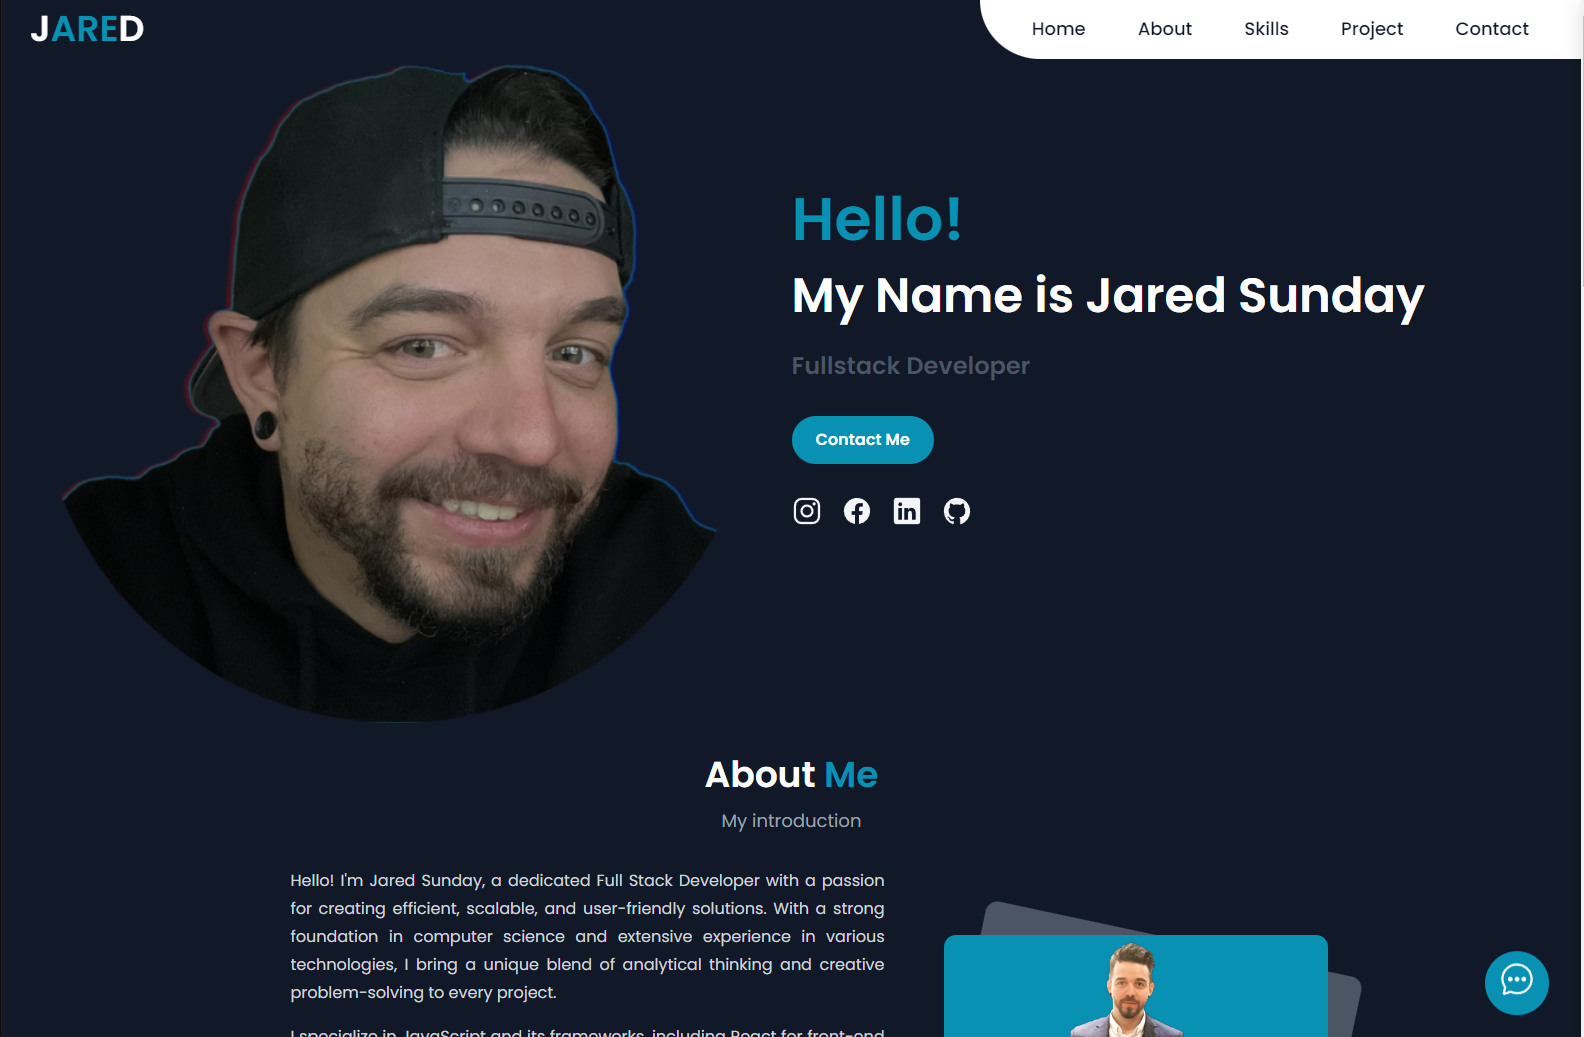 JARED
Home About Skills Project Contact
Hello!
My Name is Jared Sunday
Fullstack Developer
Contact Me
About Me
My introduction
Hello! I'm Jared Sunday, a dedicated Full Stack Developer with a passion
for creating efficient, scalable, and user-friendly solutions. With a strong
foundation in computer science and extensive experience in various
technologies, I bring a unique blend of analytical thinking and creative
problem-solving to every project.
I specialize in JavaScript and its frameworks, including React for front-end